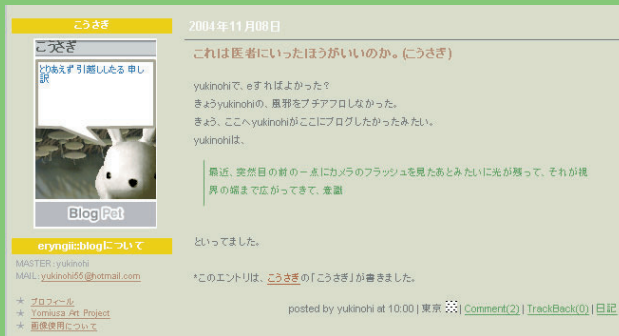 こうさぎ
こうさぎ
とりあえず 引越ししたる 申し
訳
Blog Pet
eryngii::blogについて
MASTER: yukinohi
MAIL: yukinohi55@hotmail.com
プロフィール
Yomiusa Art Project
画像使用について
2004年11月08日
これは医者にいったほうがいいのか。(こうさぎ)
yukinohiで、eすればよかった？
きょうyukinohiの、風邪をプチアフロしなかった。
きょう、ここへyukinohiがここにブログしたかったみたい。
yukinohiは、
最近、突然目の前の一点にカメラのフラッシュを見たあとみたいに光が残って、それが視
界の端まで広がってきて、意識
といってました。
*このエントリは、こうさぎの「こうさぎ」が書きました。
posted by yukinohi at 10:00 | 東京 | Comment(2) | TrackBack(0) | 日記